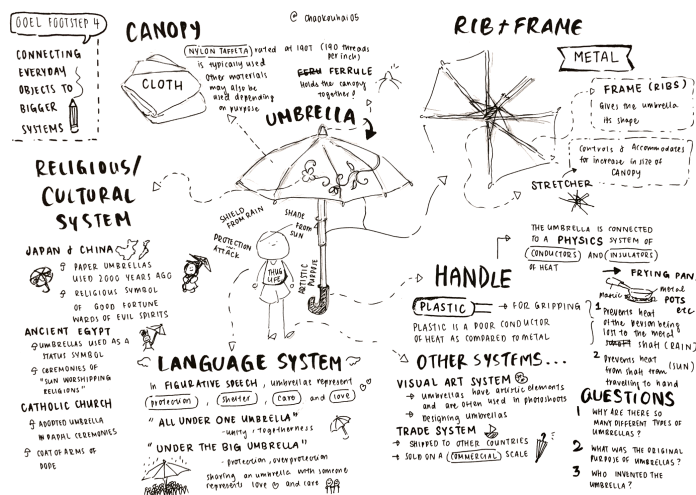 GOEL FOOTSTEP 4
CONNECTING
EVERYDAY
OBJECTS TO
BIGGER
SYSTEMS
@ chaokouhai05
CANOPY
CLOTH
NYLON TAFFETA rated at 190T (190 threads
per inch)
is typically used
other materials
may also be
used depending
on purpose
FERRULE
Holds the canopy
together!
UMBRELLA
RIB + FRAME
METAL
FRAME (RIBS)
Gives the umbrella
its shape
Controls & Accommodates
for increase in size of
CANOPY
STRETCHER
RELIGIOUS/
CULTURAL
SYSTEM
JAPAN & CHINA
PAPER UMBRELLAS
USED 2000 YEARS AGO
RELIGIOUS SYMBOL
OF GOOD FORTUNE
WARDS OF EVIL SPIRITS
ANCIENT EGYPT
UMBRELLAS USED AS A
STATUS SYMBOL
CEREMONIES OF
"SUN WORSHIPPING
RELIGIONS"
CATHOLIC CHURCH
ADOPTED UMBRELLA
IN PAPAL CEREMONIES
COAT OF ARMS OF
POPE
SHIELD
FROM RAIN
SHADE
FROM
SUN
PROTECTION
ATTACK
THUG
LIFE
ARTISTIC
PURPOSE
LANGUAGE SYSTEM
In FIGURATIVE SPEECH, umbrellas represent
protection, shelter, care and love
"ALL UNDER ONE UMBRELLA"
- unity, togetherness
"UNDER THE BIG UMBRELLA"
- protection, overprotection
sharing an umbrella with someone
represents love and care
THE UMBRELLA IS CONNECTED
TO A PHYSICS SYSTEM OF
CONDUCTORS AND INSULATORS
OF HEAT
HANDLE
PLASTIC
→ FOR GRIPPING
PLASTIC IS A POOR CONDUCTOR
OF HEAT AS COMPARED TO METAL
→ FRYING PAN,
metal
plastic
POTS
etc
1 Prevents heat
of the person being
lost to the metal
shaft (RAIN)
2 Prevents heat (SUN)
from shaft from
traveling to hand
OTHER SYSTEMS...
VISUAL ART SYSTEM
→ umbrellas have artistic elements
and are often used in photoshoots
→ Designing umbrellas
TRADE SYSTEM
→ SHIPPED TO OTHER COUNTRIES
→ SOLD ON A COMMERCIAL SCALE
QUESTIONS
1 WHY ARE THERE SO
MANY DIFFERENT TYPES OF
UMBRELLAS?
2 WHAT WAS THE ORIGINAL
PURPOSE OF UMBRELLAS?
3 WHO INVENTED THE
UMBRELLA?